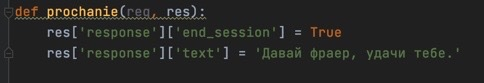 def prochanie(req, res):
    res['response']['end_session'] = True
    res['response']['text'] = 'Давай фраер, удачи тебе.'